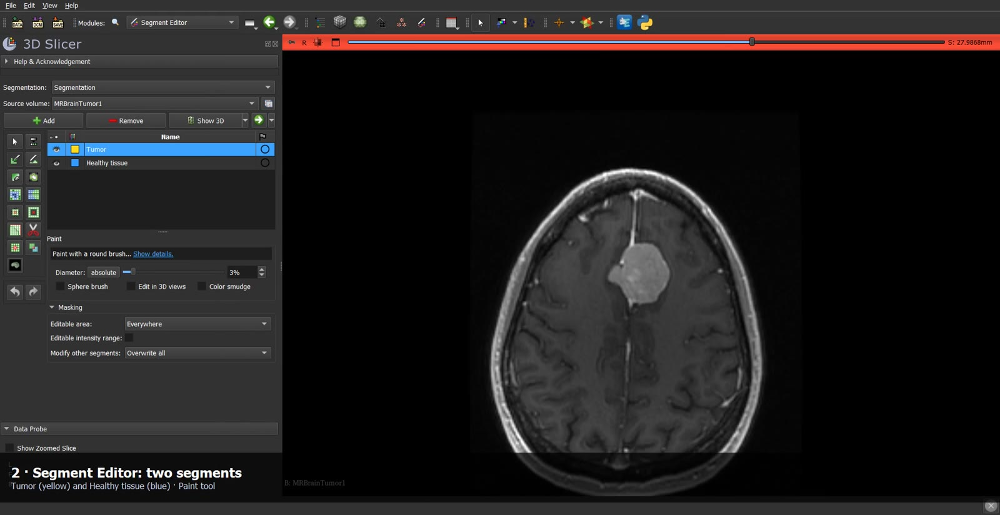 File Edit View Help
DATA DCM SAVE Modules: Segment Editor
3D Slicer
R S: 27.9868mm
Help & Acknowledgement
Segmentation: Segmentation
Source volume: MRBrainTumor1
Add Remove Show 3D
Name
Tumor
Healthy tissue
Paint
Paint with a round brush... Show details.
Diameter: absolute 3%
Sphere brush Edit in 3D views Color smudge
Masking
Editable area: Everywhere
Editable intensity range:
Modify other segments: Overwrite all
Data Probe
Show Zoomed Slice
2 · Segment Editor: two segments
Tumor (yellow) and Healthy tissue (blue) · Paint tool
B: MRBrainTumor1